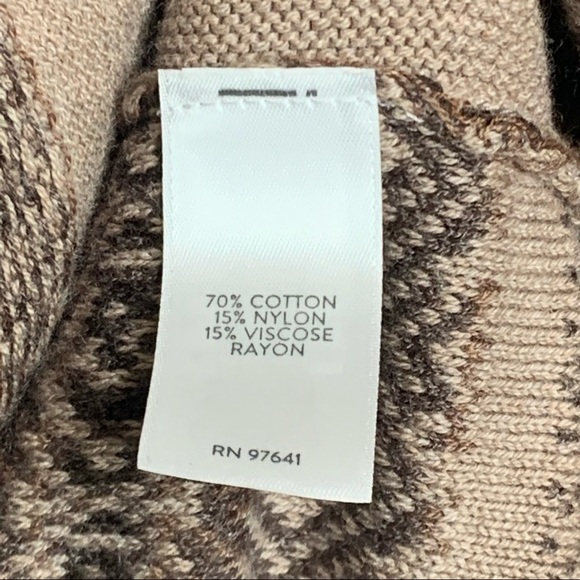 70% COTTON
15% NYLON
15% VISCOSE
RAYON
RN 97641